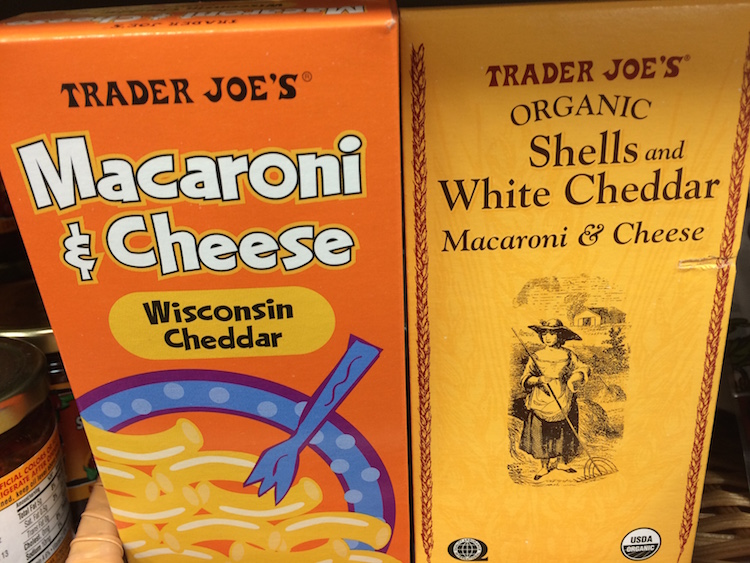 TRADER JOE'S®
Macaroni
& Cheese
Wisconsin
Cheddar
TRADER JOE'S®
ORGANIC
Shells and
White Cheddar
Macaroni & Cheese
USDA
ORGANIC